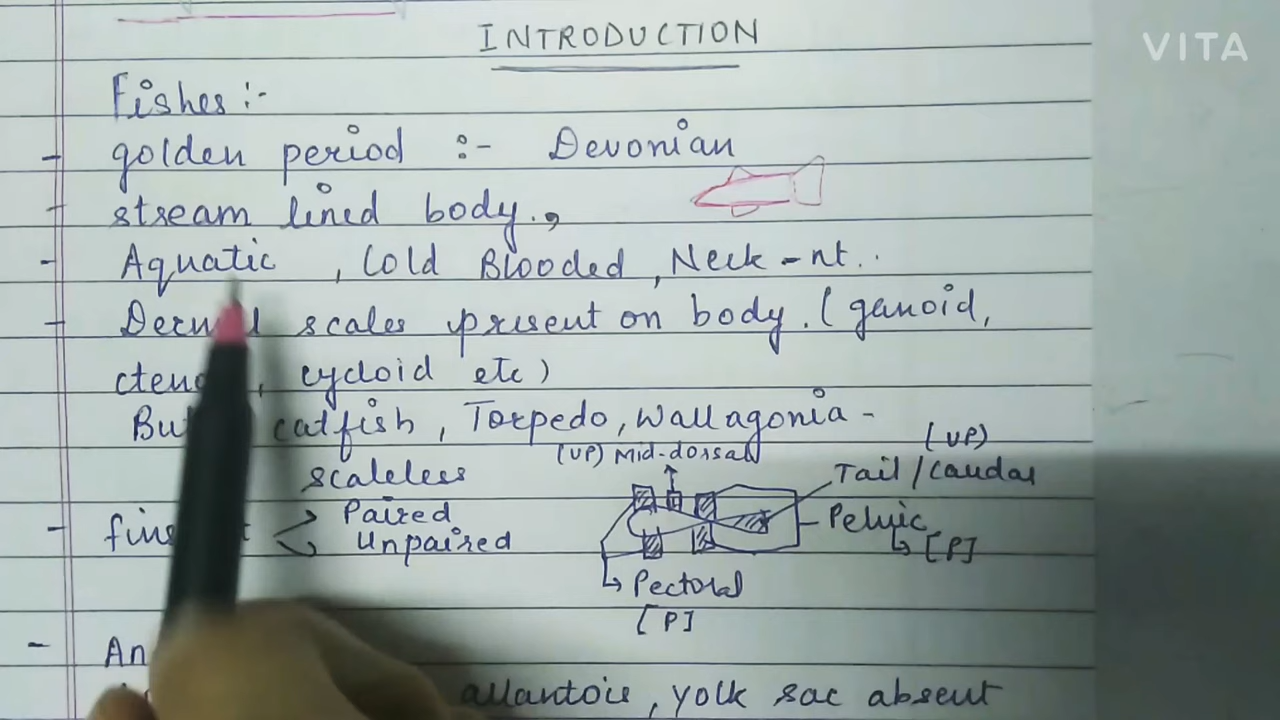 INTRODUCTION
VITA
Fishes :-
- golden period :- Devonian
- stream lined body.,
- Aquatic , Cold Blooded , Neck - nt..
- scales present on body. (ganoid,
, cycloid etc)
catfish , Torpedo, Wallagonia -
scaleless
(UP) Mid-dorsal
(UP)
Tail/Caudal
- Paired
Unpaired
Pelvic
↳ [P]
↳ Pectoral
[P]
-
allantois, yolk sac absent